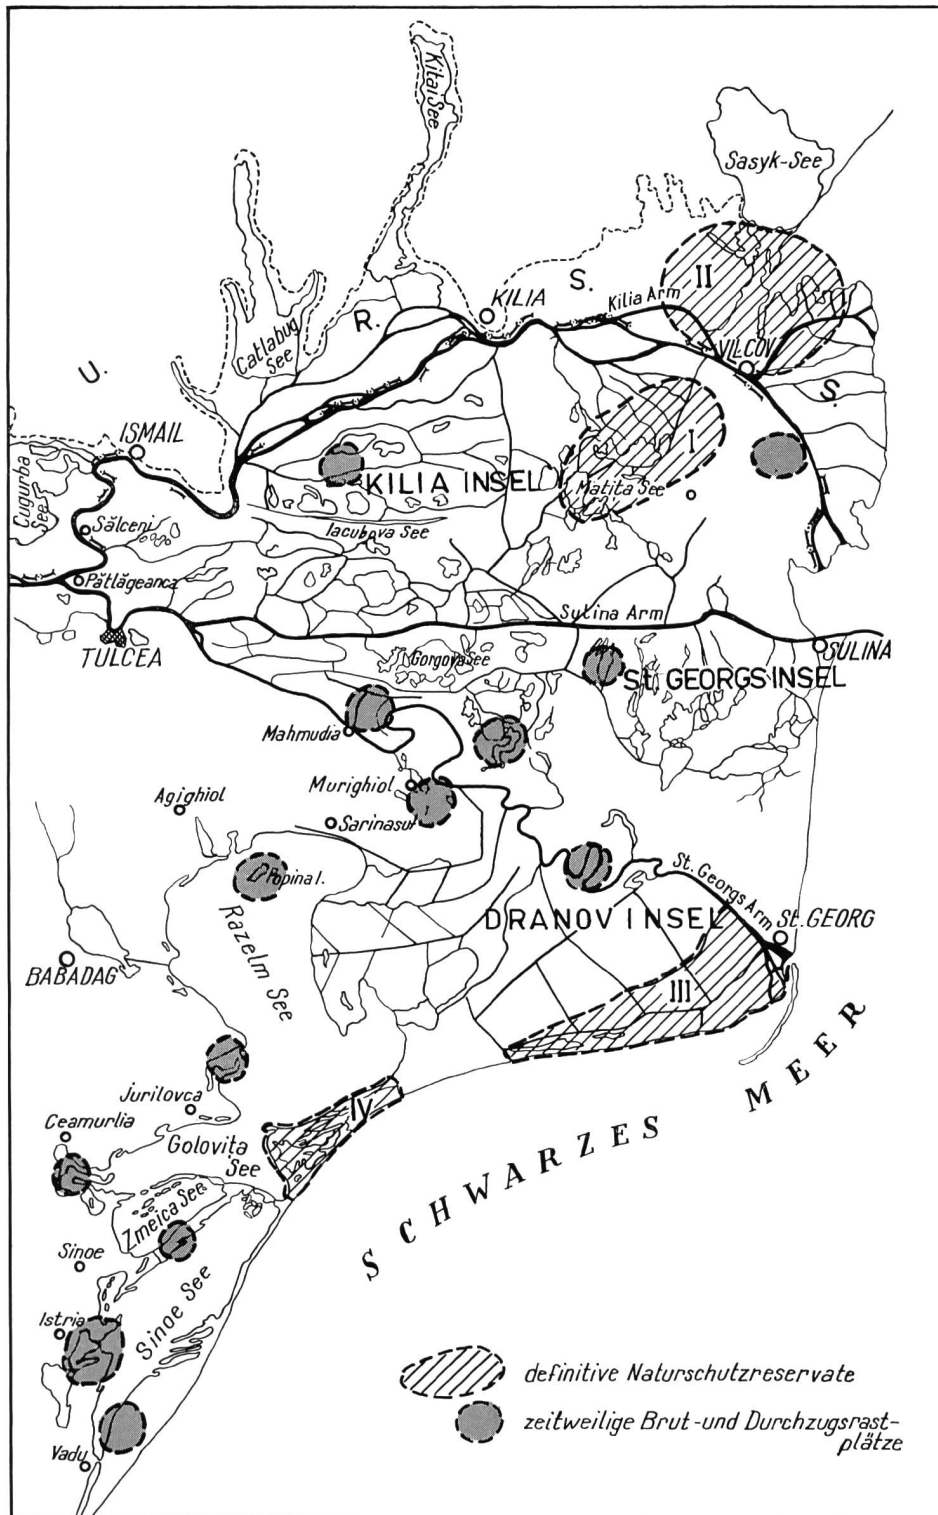 Kitai See
Sasyk-See
II
S.
Kilia Arm
KILIA
R.
Catlabug
See
VILCOV
U.
S.
ISMAIL
I
Cugurba
See
KILIA INSEL
Matita See
Iacubova See
Sălceni
Pătlăgeanca
Sulina Arm
TULCEA
Gorgova See
SULINA
St. GEORGSINSEL
Mahmudia
Murighiol
Agighiol
Sarinasuf
Popina I.
St. Georgs Arm
DRANOV INSEL
St. GEORG
Razelm
See
BABADAG
III
SCHWARZES MEER
Jurilovca
IV
Ceamurlia
Golovita
See
Zmeica See
Sinoe
Sinoe See
Istria
definitive Naturschutzreservate
zeitweilige Brut-und Durchzugsrast-
plätze
Vadu